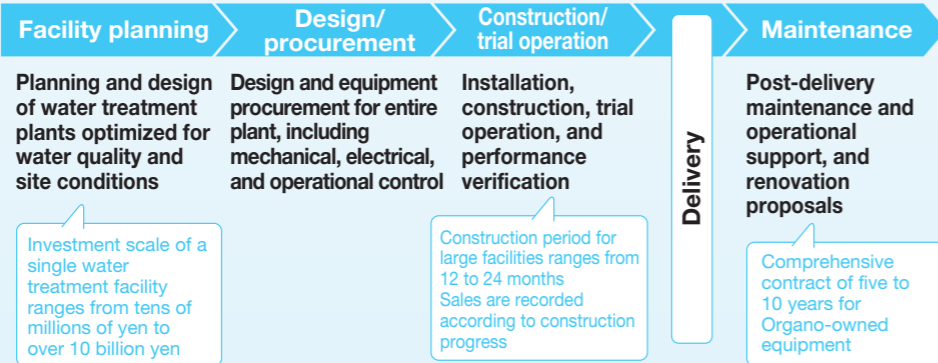 Facility planning
Design/
procurement
Construction/
trial operation
Maintenance
Planning and design
of water treatment
plants optimized for
water quality and
site conditions
Design and equipment
procurement for entire
plant, including
mechanical, electrical,
and operational control
Installation,
construction, trial
operation, and
performance
verification
Delivery
Post-delivery
maintenance and
operational
support, and
renovation
proposals
Investment scale of a
single water
treatment facility
ranges from tens of
millions of yen to
over 10 billion yen
Construction period for
large facilities ranges from
12 to 24 months
Sales are recorded
according to construction
progress
Comprehensive
contract of five to
10 years for
Organo-owned
equipment